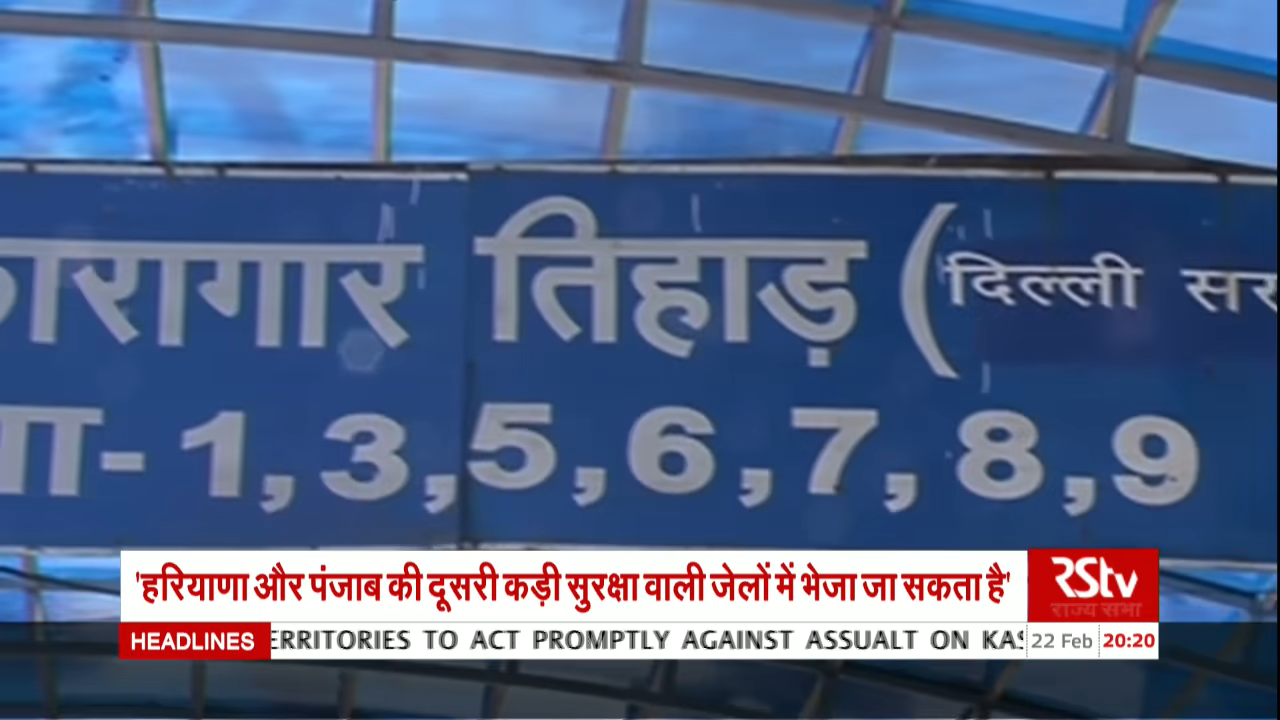 कारागार तिहाड़ (दिल्ली सर
-1,3,5,6,7,8,9
'हरियाणा और पंजाब की दूसरी कड़ी सुरक्षा वाली जेलों में भेजा जा सकता है'
RStv
राज्य सभा
HEADLINES ERRITORIES TO ACT PROMPTLY AGAINST ASSUALT ON KAS 22 Feb 20:20